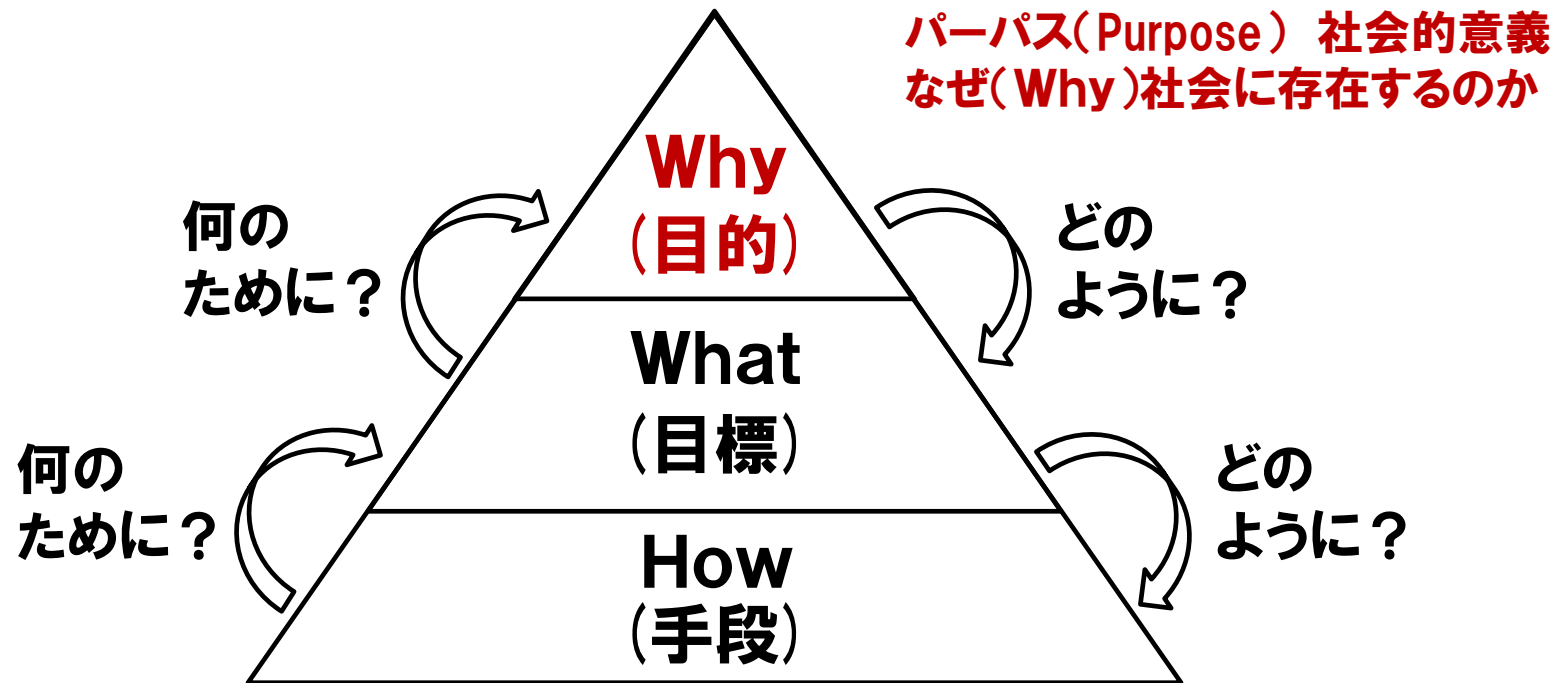 パーパス(Purpose) 社会的意義
なぜ(Why)社会に存在するのか
Why
(目的)
何の
ために?
どの
ように?
What
(目標)
何の
ために?
どの
ように?
How
(手段)